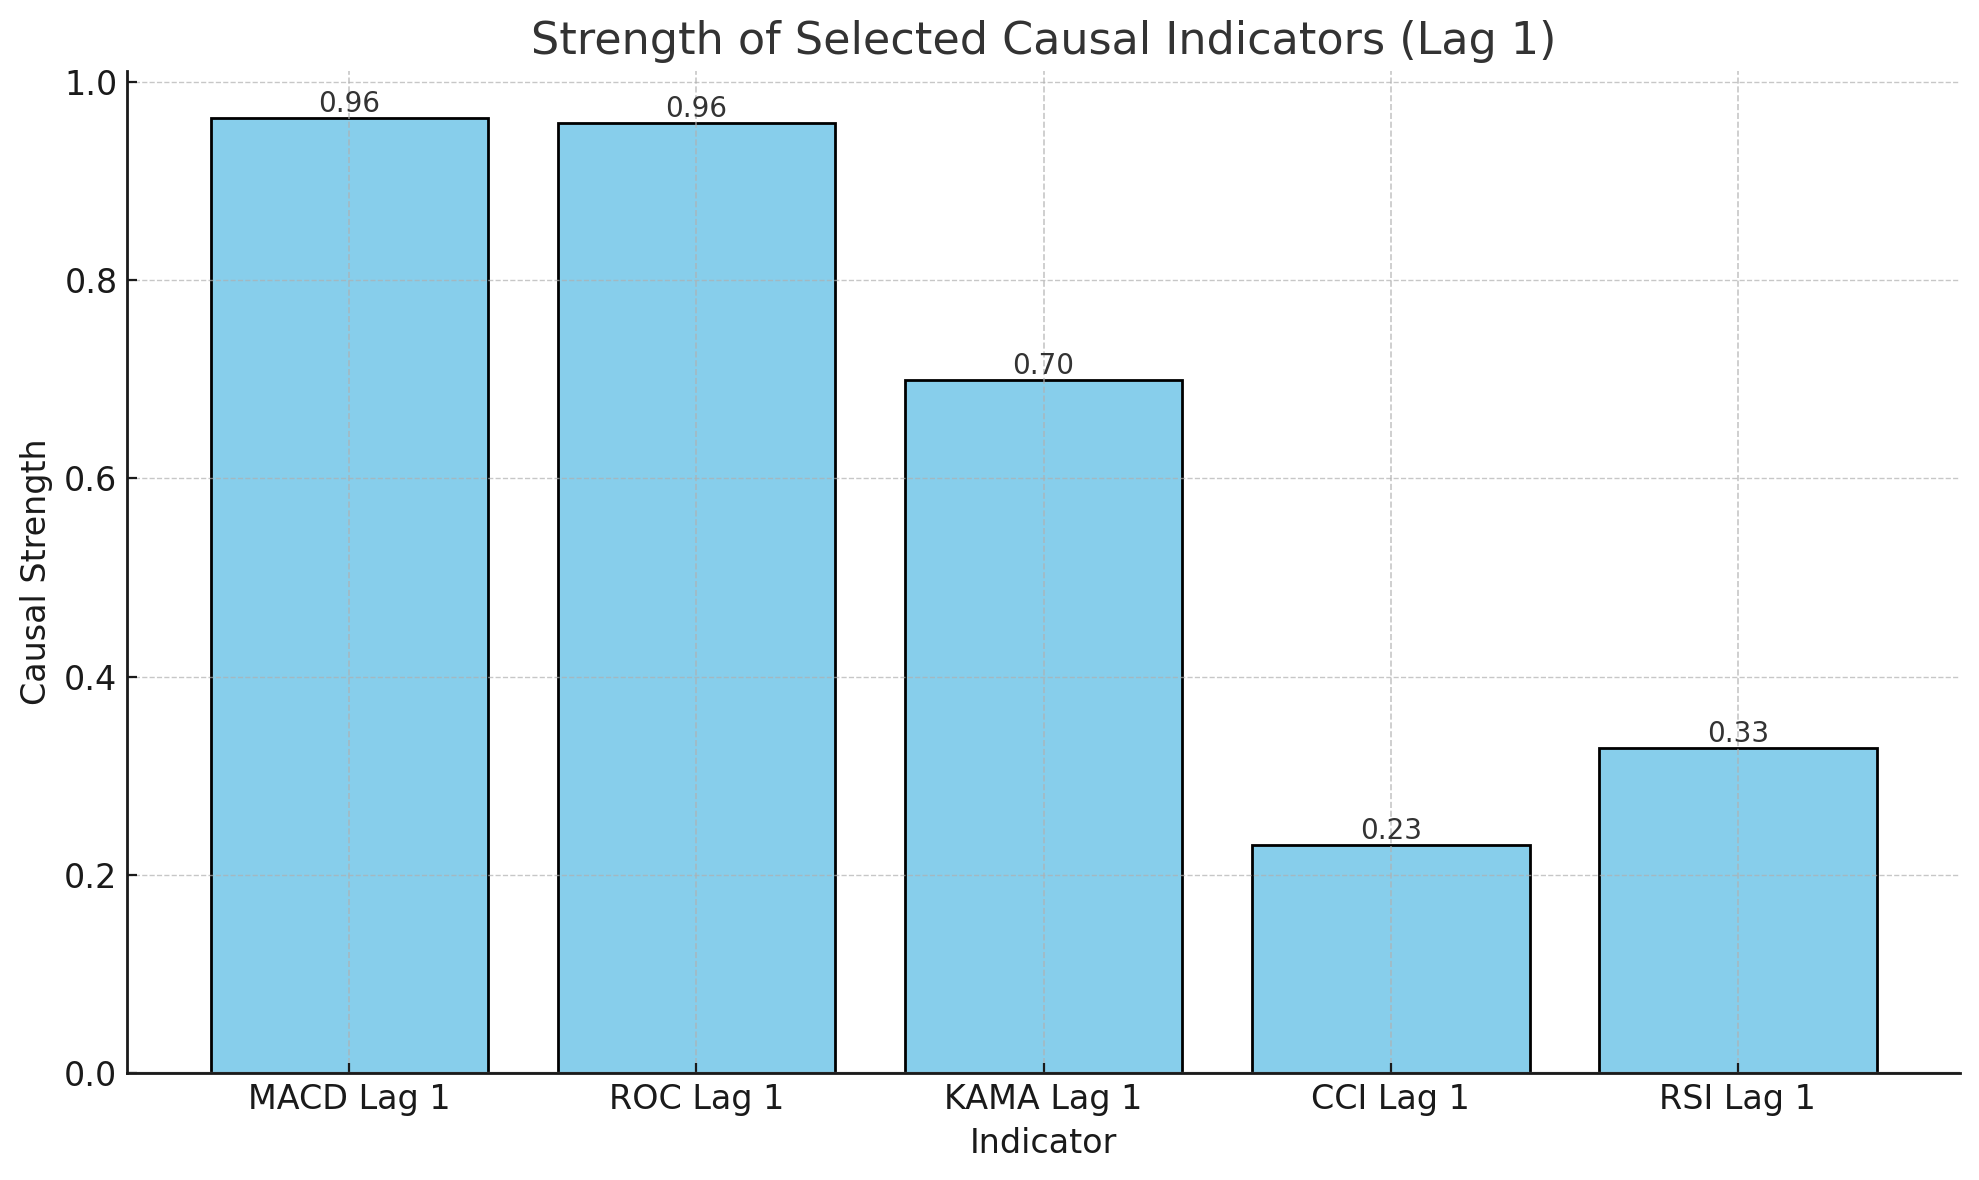 Strength of Selected Causal Indicators (Lag 1)
1.0
0.8
0.6
0.4
0.2
0.0
Causal Strength
0.96
0.96
0.70
0.23
0.33
MACD Lag 1
ROC Lag 1
KAMA Lag 1
CCI Lag 1
RSI Lag 1
Indicator